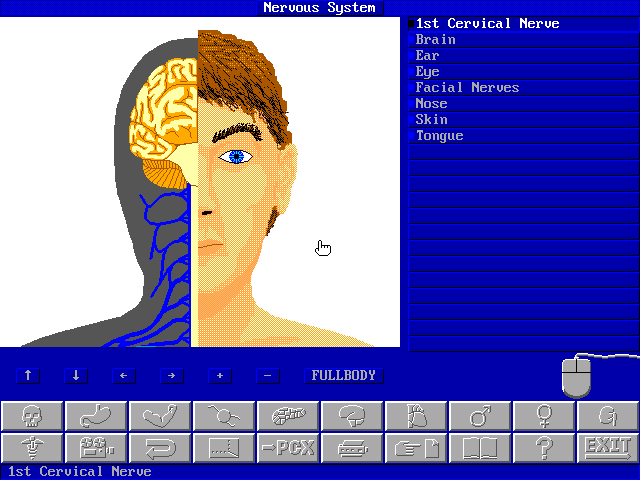 Nervous System
1st Cervical Nerve
Brain
Ear
Eye
Facial Nerves
Nose
Skin
Tongue
↑ ↓ ← → + − FULLBODY
−PCX ? EXIT
1st Cervical Nerve